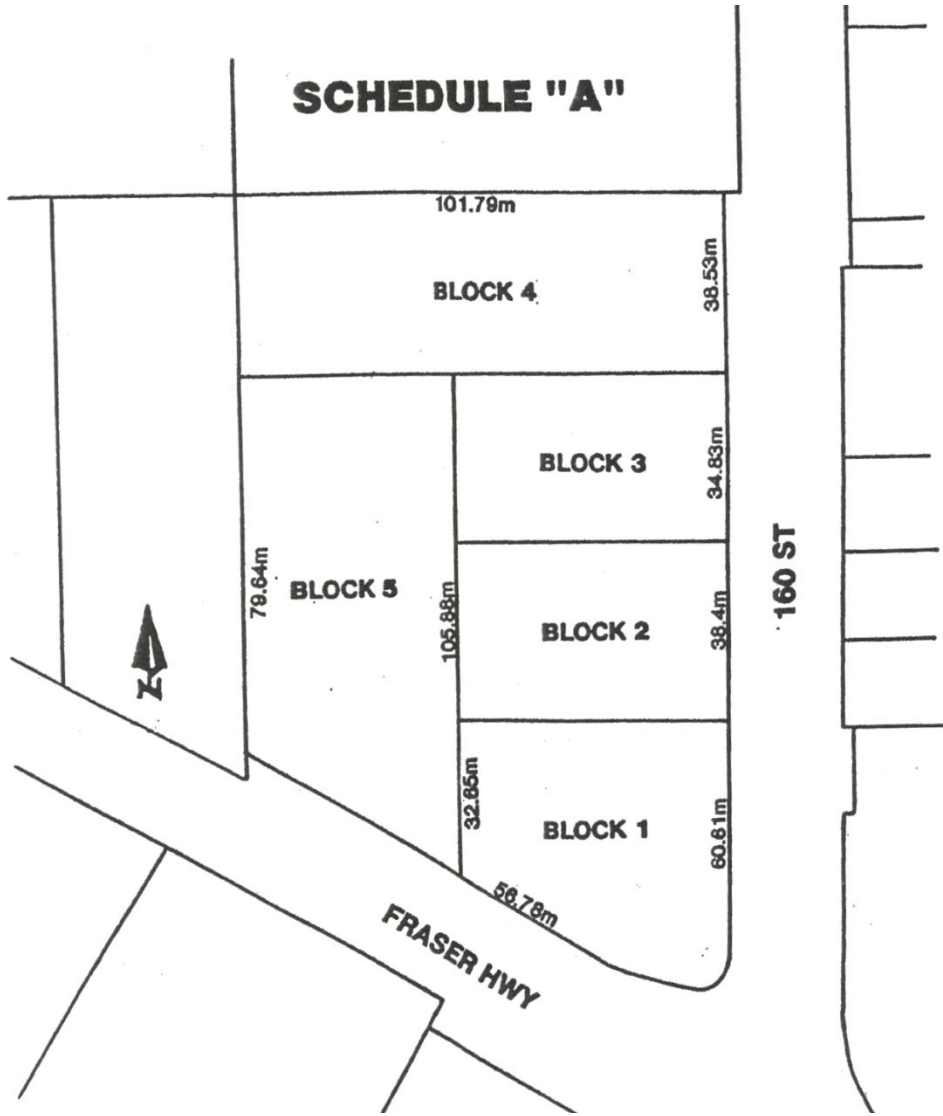 SCHEDULE "A"
101.79m
38.53m
BLOCK 4
34.83m
BLOCK 3
160 ST
79.64m
BLOCK 5
105.88m
BLOCK 2
38.4m
N
32.65m
BLOCK 1
60.61m
56.78m
FRASER HWY